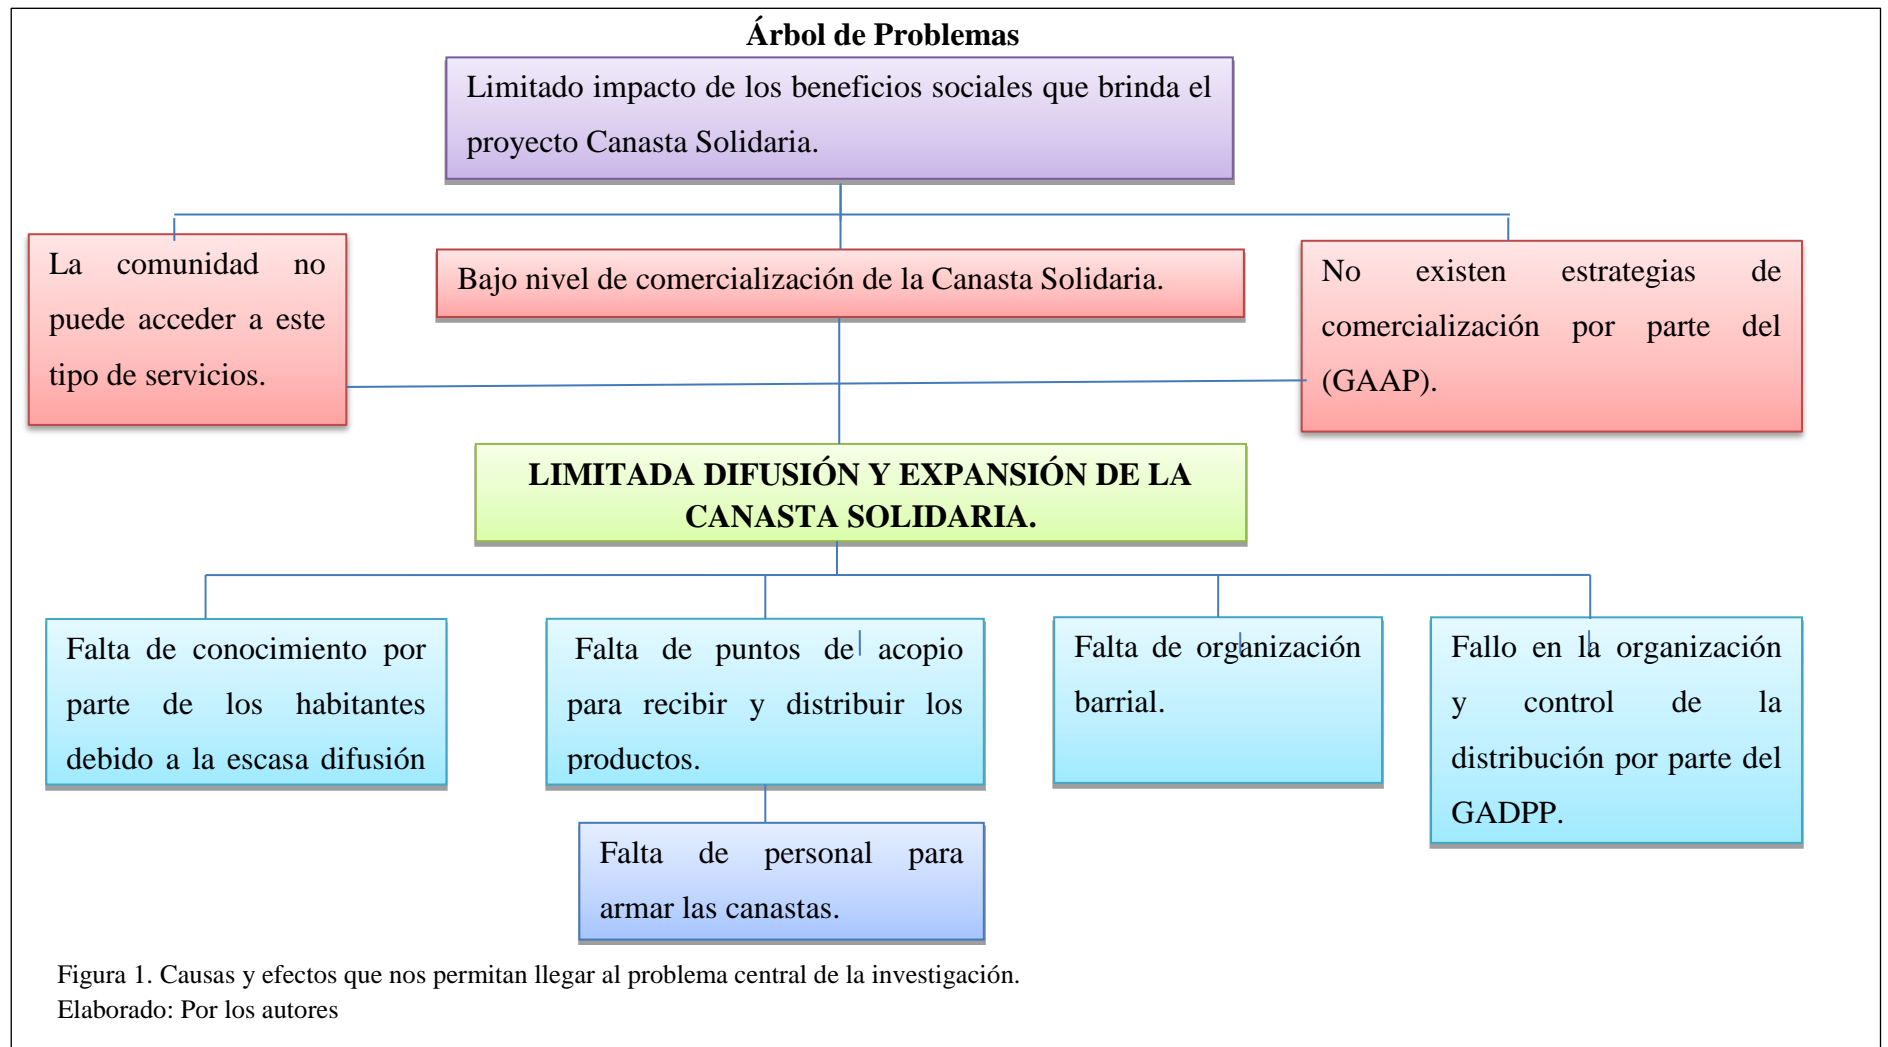 Árbol de Problemas
Limitado impacto de los beneficios sociales que brinda el
proyecto Canasta Solidaria.
La comunidad no
puede acceder a este
tipo de servicios.
Bajo nivel de comercialización de la Canasta Solidaria.
No existen estrategias de
comercialización por parte del
(GAAP).
LIMITADA DIFUSIÓN Y EXPANSIÓN DE LA
CANASTA SOLIDARIA.
Falta de conocimiento por
parte de los habitantes
debido a la escasa difusión
Falta de puntos de acopio
para recibir y distribuir los
productos.
Falta de organización
barrial.
Fallo en la organización
y control de la
distribución por parte del
GADPP.
Falta de personal para
armar las canastas.
Figura 1. Causas y efectos que nos permitan llegar al problema central de la investigación.
Elaborado: Por los autores